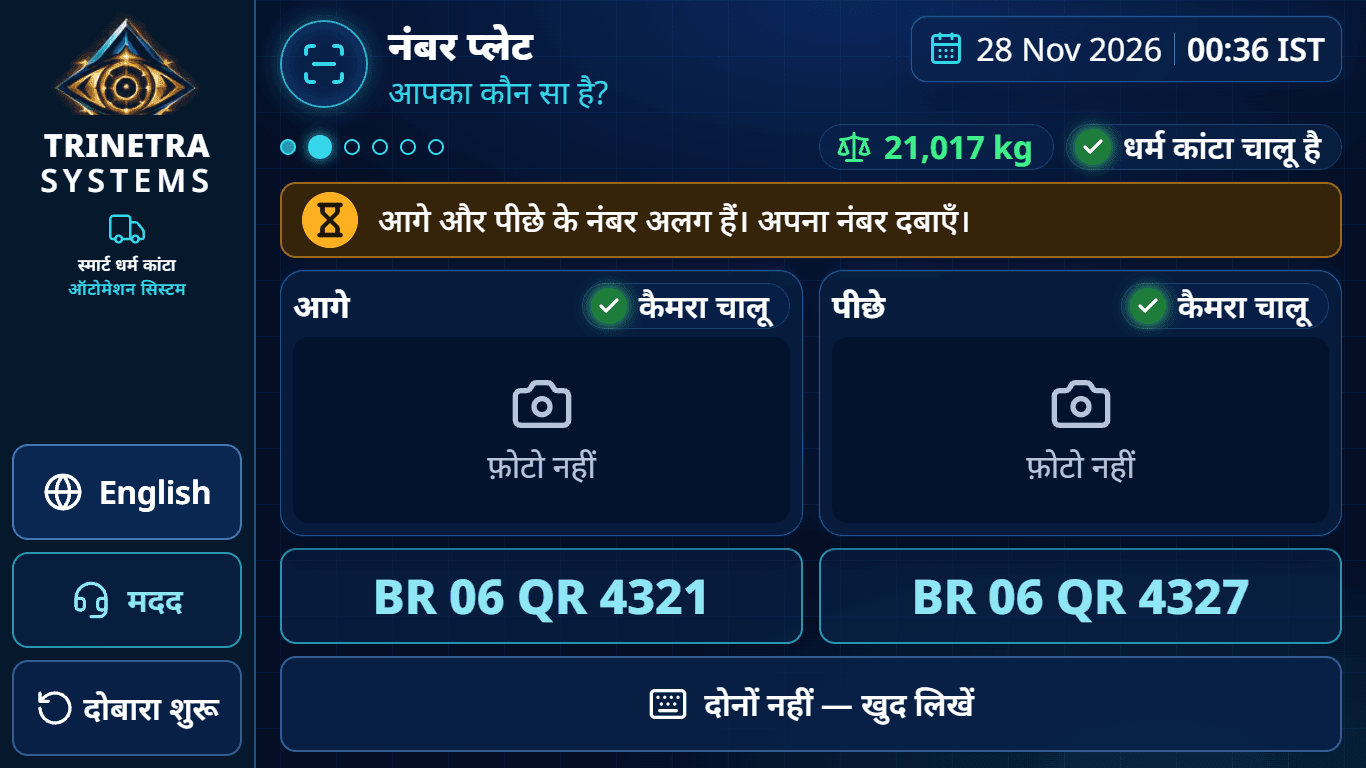 TRINETRA
SYSTEMS
स्मार्ट धर्म कांटा
ऑटोमेशन सिस्टम
English
मदद
दोबारा शुरू
नंबर प्लेट
आपका कौन सा है?
28 Nov 2026 00:36 IST
21,017 kg
धर्म कांटा चालू है
आगे और पीछे के नंबर अलग हैं। अपना नंबर दबाएँ।
आगे
कैमरा चालू
फ़ोटो नहीं
पीछे
कैमरा चालू
फ़ोटो नहीं
BR 06 QR 4321
BR 06 QR 4327
दोनों नहीं — खुद लिखें